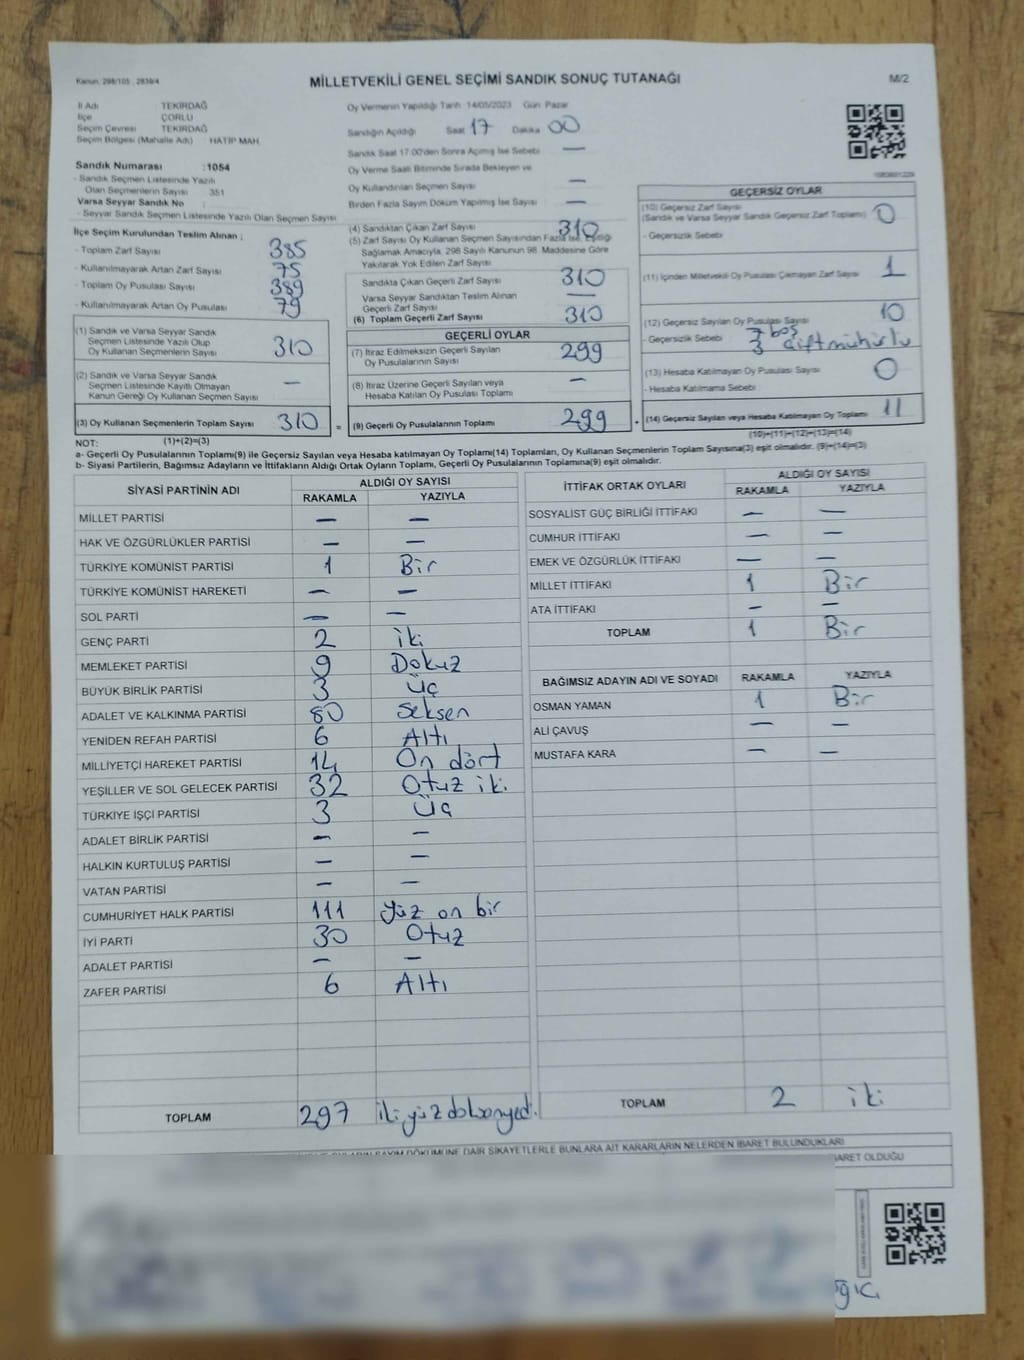 Kanun, 298/105 , 2839/4
MİLLETVEKİLİ GENEL SEÇİMİ SANDIK SONUÇ TUTANAĞI
M/2
İl Adı : TEKİRDAĞ
İlçe ÇORLU
Seçim Çevresi TEKİRDAĞ
Seçim Bölgesi (Mahalle Adı) HATİP MAH.
Sandık Numarası :1054
- Sandık Seçmen Listesinde Yazılı
Olan Seçmenlerin Sayısı 351
Varsa Seyyar Sandık No :
- Seyyar Sandık Seçmen Listesinde Yazılı Olan Seçmen Sayısı
Oy Vermenin Yapıldığı Tarih :14/05/2023 Gün: Pazar
Sandığın Açıldığı Saat 17 Dakika 00
Sandık Saat 17:00'den Sonra Açılmış İse Sebebi —
Oy Verme Saati Bitiminde Sırada Bekleyen ve
Oy Kullandırılan Seçmen Sayısı —
Birden Fazla Sayım Döküm Yapılmış İse Sayısı —
İlçe Seçim Kurulundan Teslim Alınan ;
- Toplam Zarf Sayısı 385
- Kullanılmayarak Artan Zarf Sayısı 75
- Toplam Oy Pusulası Sayısı 389
- Kullanılmayarak Artan Oy Pusulası 79
(1) Sandık ve Varsa Seyyar Sandık
Seçmen Listesinde Yazılı Olup
Oy Kullanan Seçmenlerin Sayısı 310
(2) Sandık ve Varsa Seyyar Sandık
Seçmen Listesinde Kayıtlı Olmayan
Kanun Gereği Oy Kullanan Seçmen Sayısı —
(3) Oy Kullanan Seçmenlerin Toplam Sayısı 310 =
(4) Sandıktan Çıkan Zarf Sayısı 310
(5) Zarf Sayısı Oy Kullanan Seçmen Sayısından Fazla İse, Eşitliği
Sağlamak Amacıyla, 298 Sayılı Kanunun 98. Maddesine Göre
Yakılarak Yok Edilen Zarf Sayısı
Sandıkta Çıkan Geçerli Zarf Sayısı 310
Varsa Seyyar Sandıktan Teslim Alınan
Geçerli Zarf Sayısı —
(6) Toplam Geçerli Zarf Sayısı 310
GEÇERLİ OYLAR
(7) İtiraz Edilmeksizin Geçerli Sayılan
Oy Pusulalarının Sayısı 299
(8) İtiraz Üzerine Geçerli Sayılan veya
Hesaba Katılan Oy Pusulası Toplamı —
(9) Geçerli Oy Pusulalarının Toplamı 299 +
GEÇERSİZ OYLAR
(10) Geçersiz Zarf Sayısı
(Sandık ve Varsa Seyyar Sandık Geçersiz Zarf Toplamı) 0
- Geçersizlik Sebebi
(11) İçinden Milletvekili Oy Pusulası Çıkmayan Zarf Sayısı 1
(12) Geçersiz Sayılan Oy Pusulası Sayısı 10
- Geçersizlik Sebebi : 7 boş
3 çift mühürlü
(13) Hesaba Katılmayan Oy Pusulası Sayısı 0
- Hesaba Katılmama Sebebi
(14) Geçersiz Sayılan veya Hesaba Katılmayan Oy Toplamı 11
NOT: (1)+(2)=(3)
(10)+(11)+(12)+(13)=(14)
a- Geçerli Oy Pusulalarının Toplamı(9) ile Geçersiz Sayılan veya Hesaba katılmayan Oy Toplamı(14) Toplamları, Oy Kullanan Seçmenlerin Toplam Sayısına(3) eşit olmalıdır. (9)+(14)=(3)
b- Siyasi Partilerin, Bağımsız Adayların ve İttifakların Aldığı Ortak Oyların Toplamı, Geçerli Oy Pusulalarının Toplamına(9) eşit olmalıdır.
SİYASİ PARTİNİN ADI ALDIĞI OY SAYISI
RAKAMLA YAZIYLA
MİLLET PARTİSİ — —
HAK VE ÖZGÜRLÜKLER PARTİSİ — —
TÜRKİYE KOMÜNİST PARTİSİ 1 Bir
TÜRKİYE KOMÜNİST HAREKETİ — —
SOL PARTİ — —
GENÇ PARTİ 2 iki
MEMLEKET PARTİSİ 9 Dokuz
BÜYÜK BİRLİK PARTİSİ 3 Üç
ADALET VE KALKINMA PARTİSİ 80 Seksen
YENİDEN REFAH PARTİSİ 6 Altı
MİLLİYETÇİ HAREKET PARTİSİ 14 On dört
YEŞİLLER VE SOL GELECEK PARTİSİ 32 Otuz iki
TÜRKİYE İŞÇİ PARTİSİ 3 Üç
ADALET BİRLİK PARTİSİ — —
HALKIN KURTULUŞ PARTİSİ — —
VATAN PARTİSİ — —
CUMHURİYET HALK PARTİSİ 111 Yüz on bir
İYİ PARTİ 30 Otuz
ADALET PARTİSİ — —
ZAFER PARTİSİ 6 Altı
TOPLAM 297 iki yüz doksan yedi
İTTİFAK ORTAK OYLARI ALDIĞI OY SAYISI
RAKAMLA YAZIYLA
SOSYALİST GÜÇ BİRLİĞİ İTTİFAKI — —
CUMHUR İTTİFAKI — —
EMEK VE ÖZGÜRLÜK İTTİFAKI — —
MİLLET İTTİFAKI 1 Bir
ATA İTTİFAKI — —
TOPLAM 1 Bir
BAĞIMSIZ ADAYIN ADI VE SOYADI RAKAMLA YAZIYLA
OSMAN YAMAN 1 Bir
ALİ ÇAVUŞ — —
MUSTAFA KARA — —
TOPLAM 2 iki
DÖKÜMÜNE DAİR ŞİKAYETLERLE BUNLARA AİT KARARLARIN NELERDEN İBARET BULUNDUKLARI
OLDUĞU